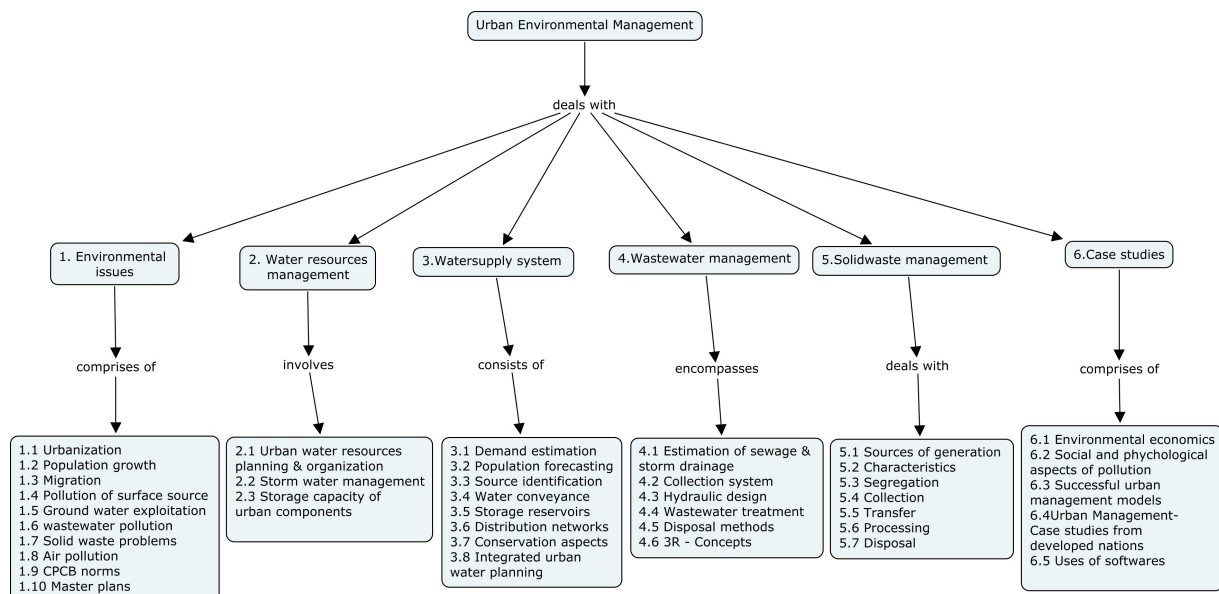 Urban Environmental Management
deals with
1. Environmental
issues
2. Water resources
management
3.Watersupply system
4.Wastewater management
5.Solidwaste management
6.Case studies
comprises of
involves
consists of
encompasses
deals with
comprises of
1.1 Urbanization
1.2 Population growth
1.3 Migration
1.4 Pollution of surface source
1.5 Ground water exploitation
1.6 wastewater pollution
1.7 Solid waste problems
1.8 Air pollution
1.9 CPCB norms
1.10 Master plans
2.1 Urban water resources
planning & organization
2.2 Storm water management
2.3 Storage capacity of
urban components
3.1 Demand estimation
3.2 Population forecasting
3.3 Source identification
3.4 Water conveyance
3.5 Storage reservoirs
3.6 Distribution networks
3.7 Conservation aspects
3.8 Integrated urban
water planning
4.1 Estimation of sewage &
storm drainage
4.2 Collection system
4.3 Hydraulic design
4.4 Wastewater treatment
4.5 Disposal methods
4.6 3R - Concepts
5.1 Sources of generation
5.2 Characteristics
5.3 Segregation
5.4 Collection
5.5 Transfer
5.6 Processing
5.7 Disposal
6.1 Environmental economics
6.2 Social and phychological
aspects of pollution
6.3 Successful urban
management models
6.4Urban Management-
Case studies from
developed nations
6.5 Uses of softwares